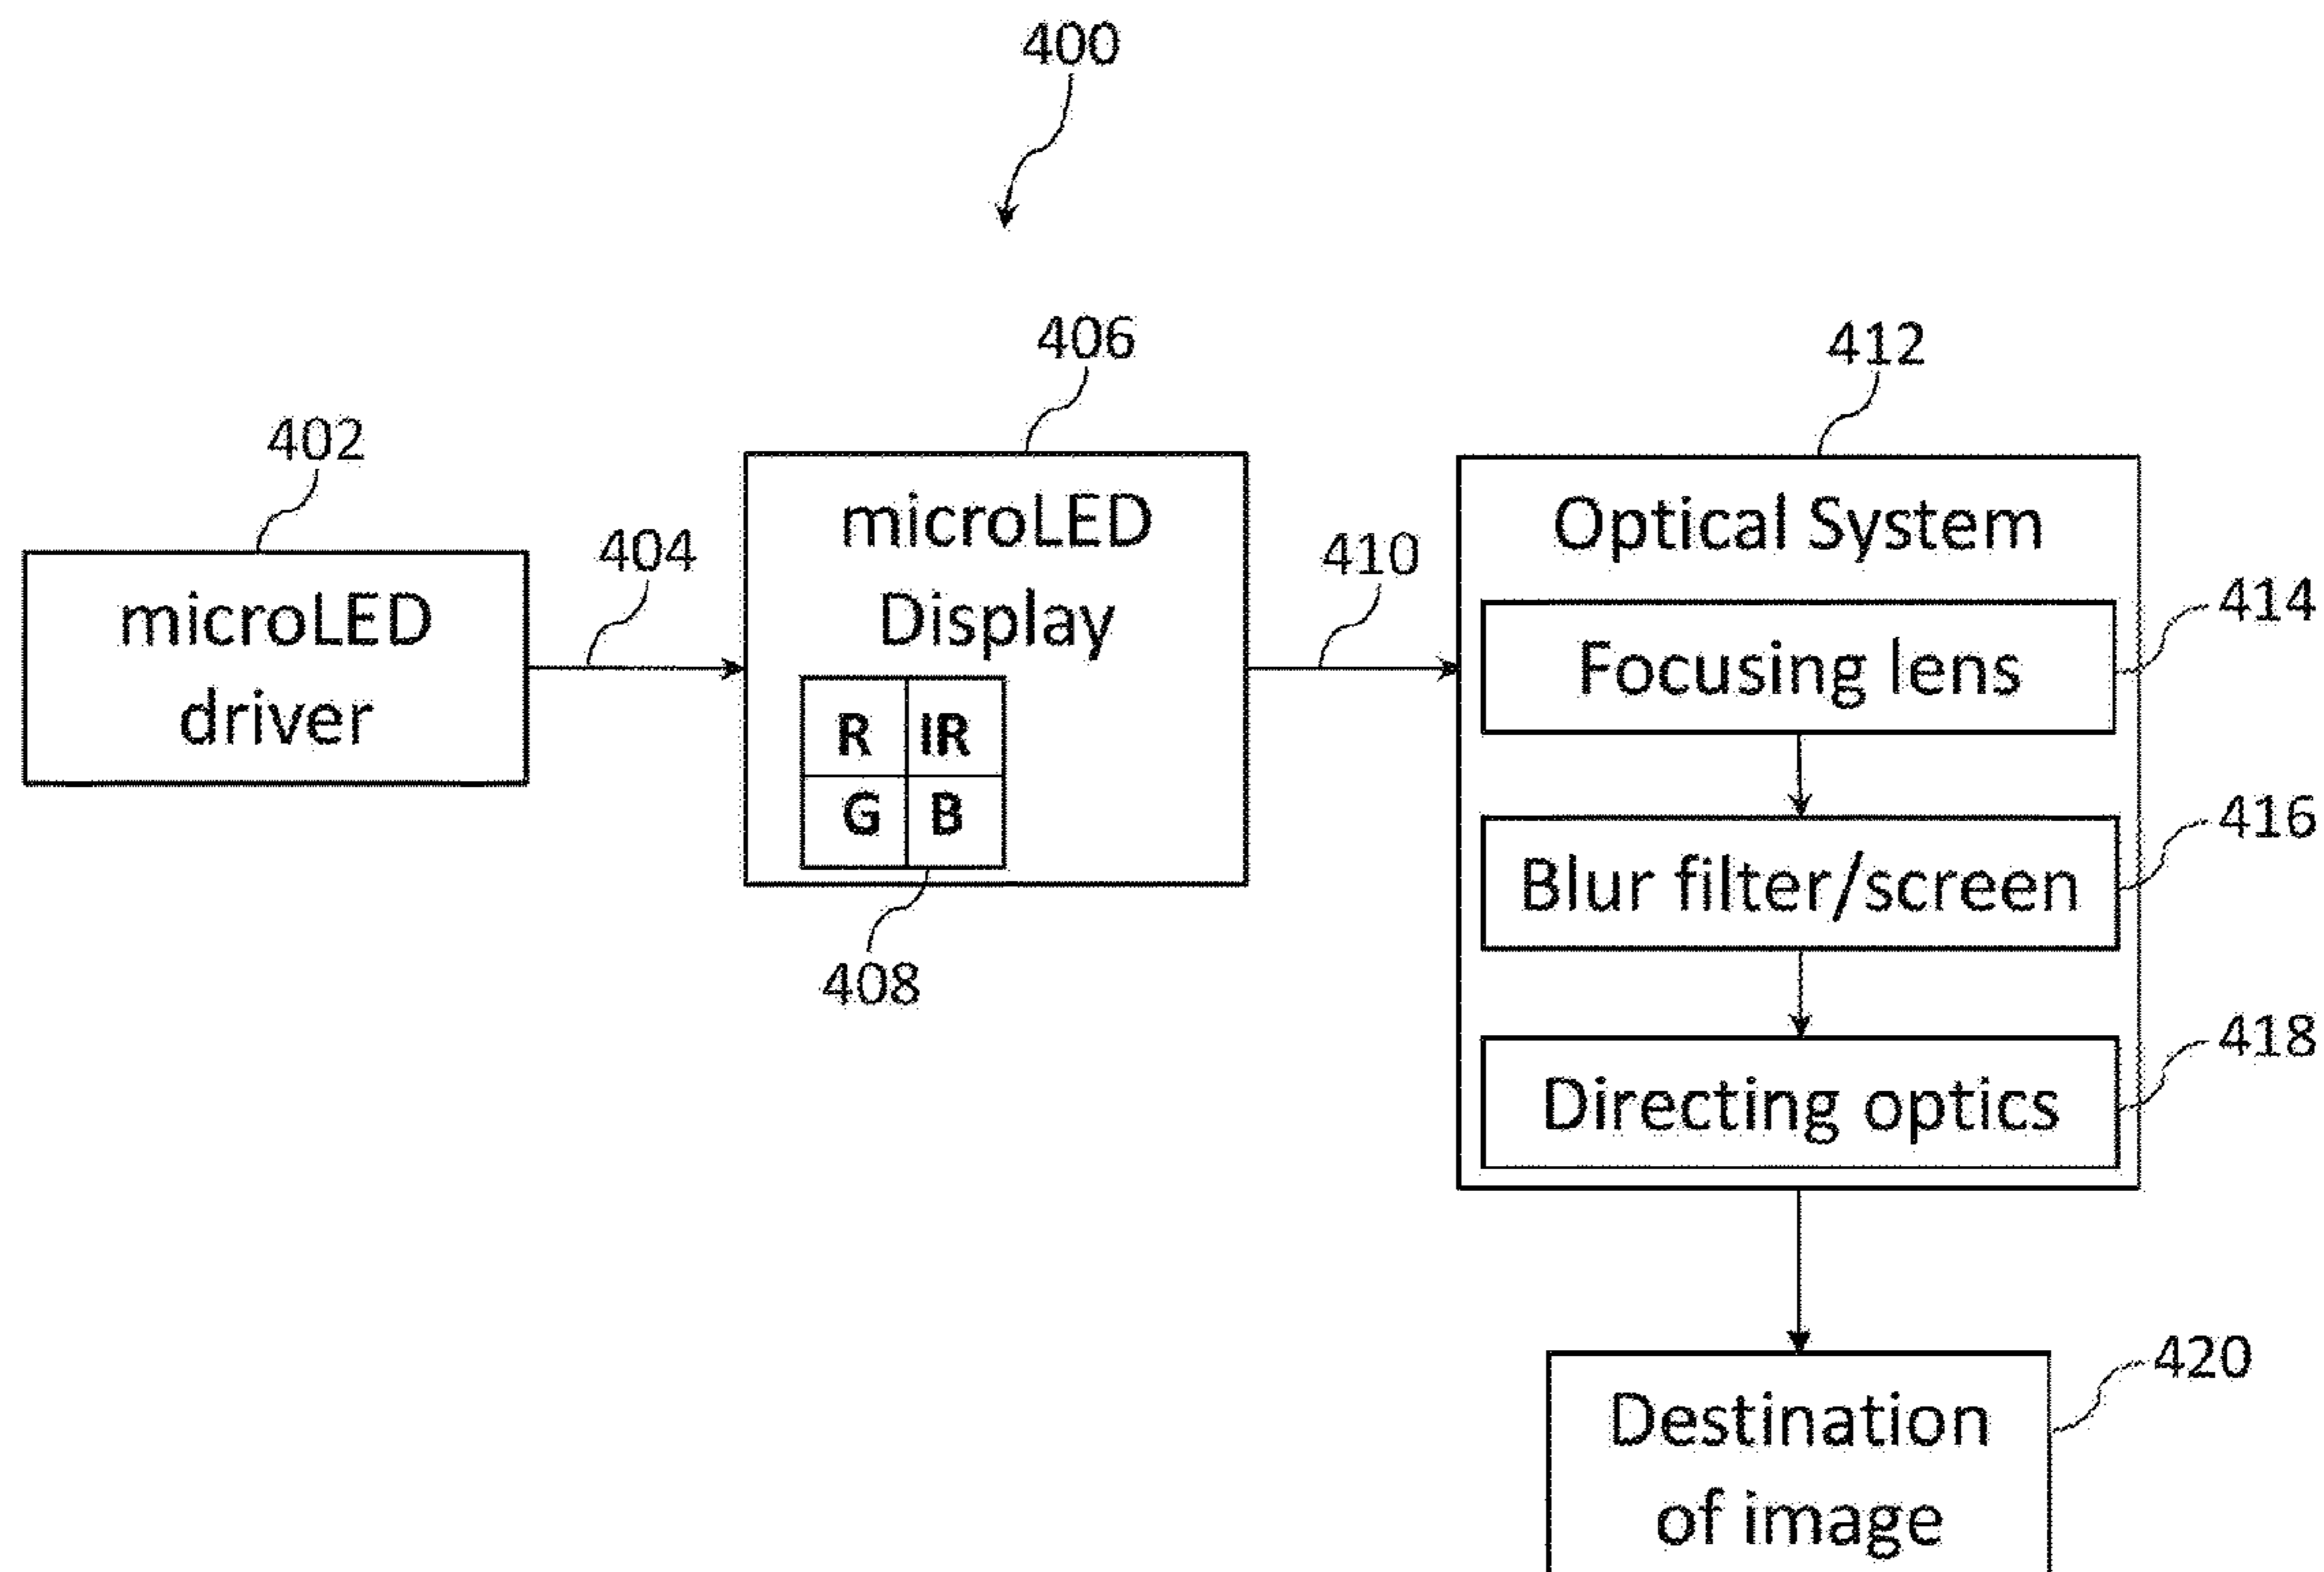 400
406
412
402
404
410
microLED
driver
microLED
Display
R IR
G B
408
Optical System
Focusing lens
414
Blur filter/screen
416
Directing optics
418
420
Destination
of image